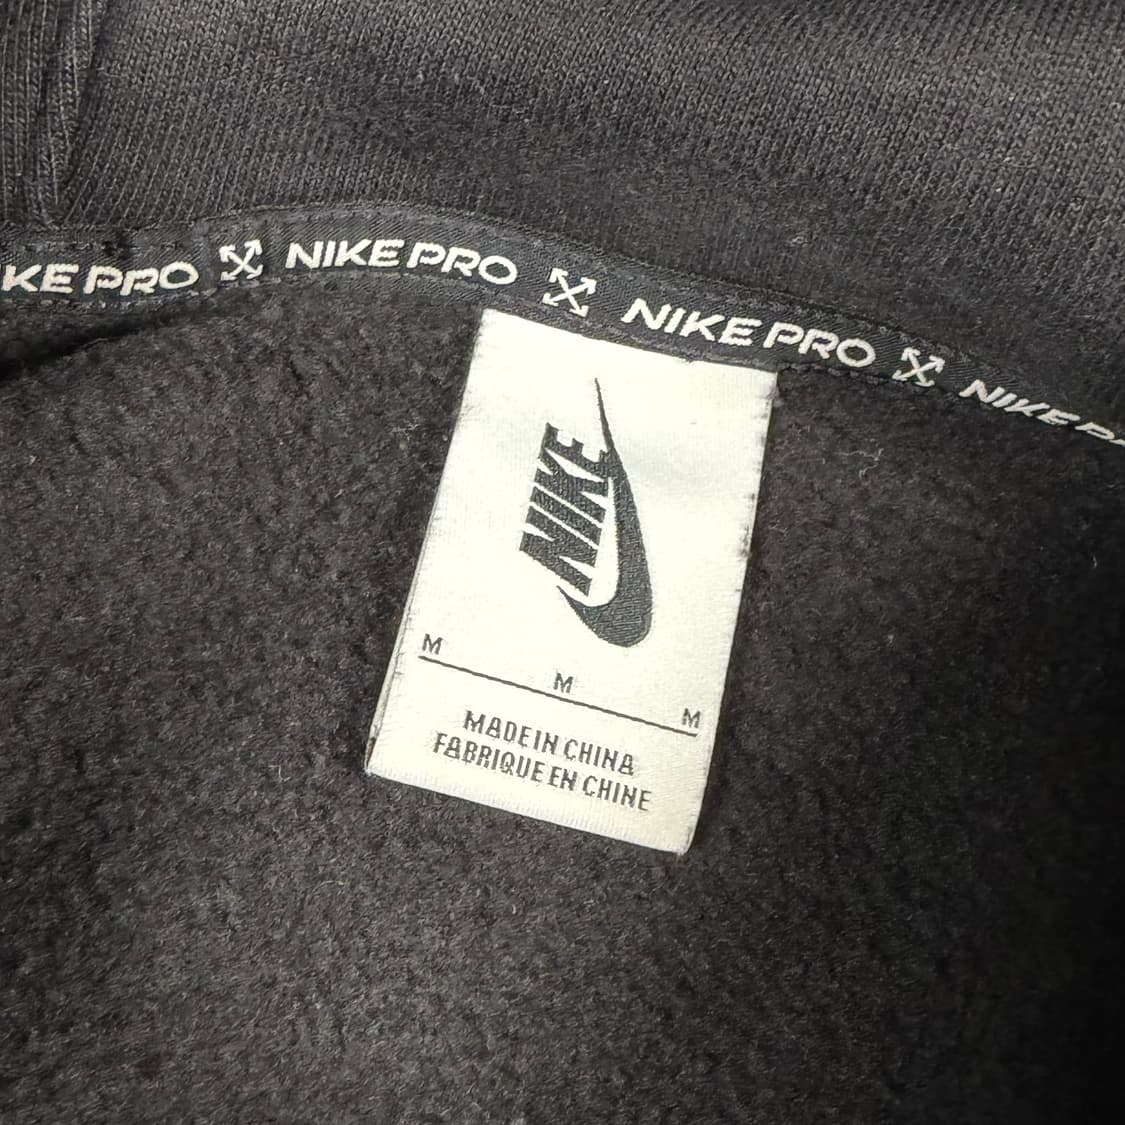 KE PRO NIKE PRO NIKE PRO NIKE
NIKE
M
M
M
MADE IN CHINA
FABRIQUE EN CHINE